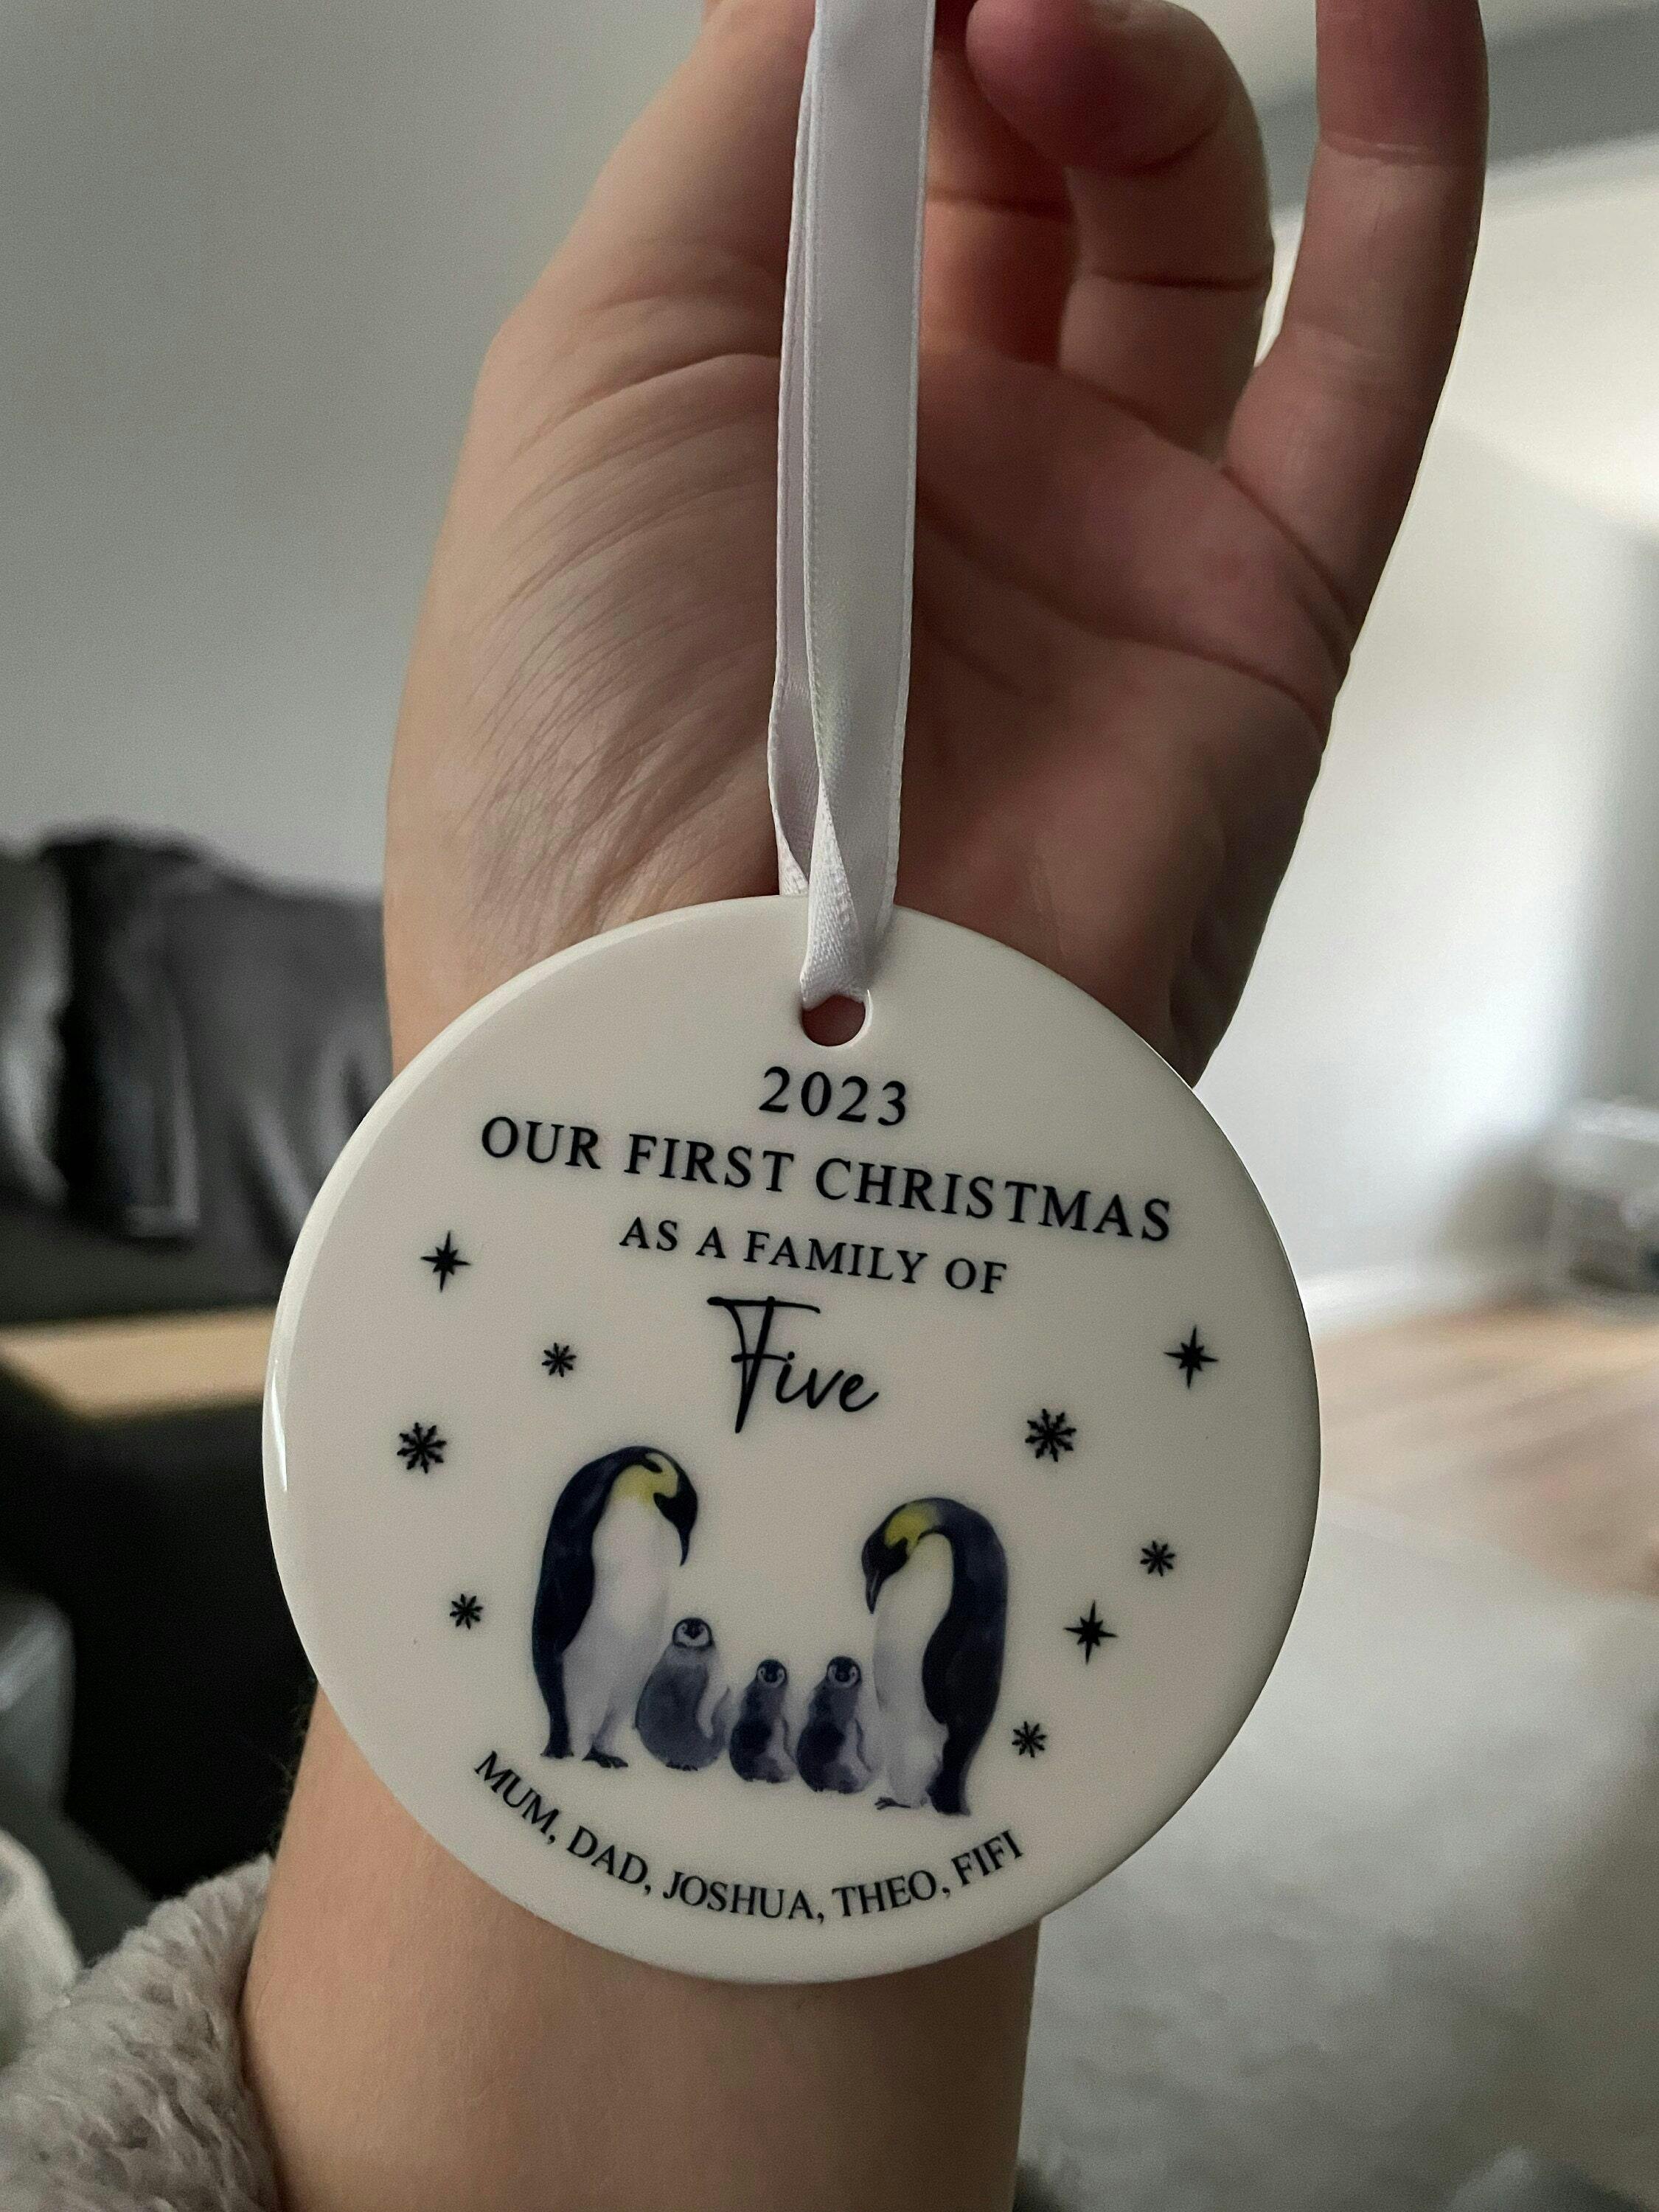 2023
OUR FIRST CHRISTMAS
AS A FAMILY OF
Five
MUM, DAD, JOSHUA, THEO, FIFI